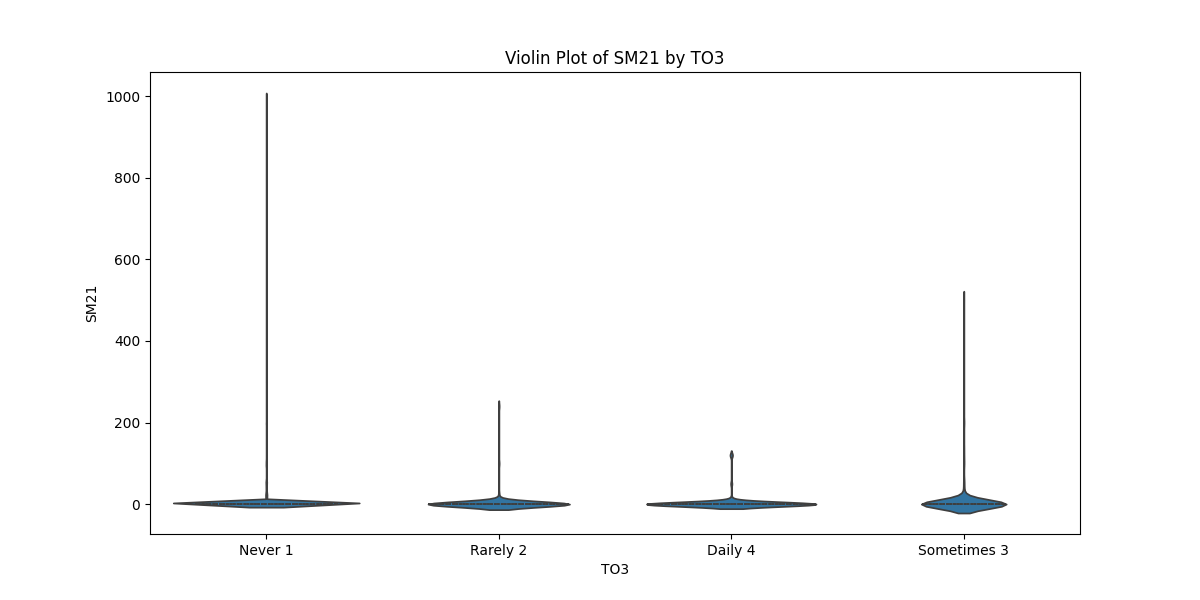 Violin Plot of SM21 by TO3
1000
800
600
400
200
0
SM21
Never 1
Rarely 2
Daily 4
Sometimes 3
TO3